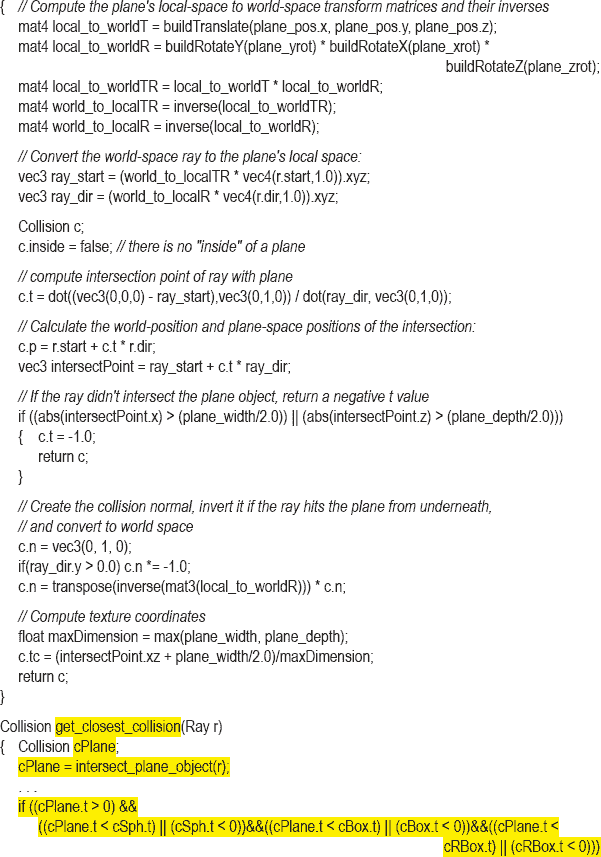 { // Compute the plane's local-space to world-space transform matrices and their inverses
mat4 local_to_worldT = buildTranslate(plane_pos.x, plane_pos.y, plane_pos.z);
mat4 local_to_worldR = buildRotateY(plane_yrot) * buildRotateX(plane_xrot) *
buildRotateZ(plane_zrot);
mat4 local_to_worldTR = local_to_worldT * local_to_worldR;
mat4 world_to_localTR = inverse(local_to_worldTR);
mat4 world_to_localR = inverse(local_to_worldR);
// Convert the world-space ray to the plane's local space:
vec3 ray_start = (world_to_localTR * vec4(r.start,1.0)).xyz;
vec3 ray_dir = (world_to_localR * vec4(r.dir,1.0)).xyz;
Collision c;
c.inside = false; // there is no "inside" of a plane
// compute intersection point of ray with plane
c.t = dot((vec3(0,0,0) - ray_start),vec3(0,1,0)) / dot(ray_dir, vec3(0,1,0));
// Calculate the world-position and plane-space positions of the intersection:
c.p = r.start + c.t * r.dir;
vec3 intersectPoint = ray_start + c.t * ray_dir;
// If the ray didn't intersect the plane object, return a negative t value
if ((abs(intersectPoint.x) > (plane_width/2.0)) || (abs(intersectPoint.z) > (plane_depth/2.0)))
{ c.t = -1.0;
return c;
}
// Create the collision normal, invert it if the ray hits the plane from underneath,
// and convert to world space
c.n = vec3(0, 1, 0);
if(ray_dir.y > 0.0) c.n *= -1.0;
c.n = transpose(inverse(mat3(local_to_worldR))) * c.n;
// Compute texture coordinates
float maxDimension = max(plane_width, plane_depth);
c.tc = (intersectPoint.xz + plane_width/2.0)/maxDimension;
return c;
}
Collision get_closest_collision(Ray r)
{ Collision cPlane;
cPlane = intersect_plane_object(r);
. . .
if ((cPlane.t > 0) &&
((cPlane.t < cSph.t) || (cSph.t < 0))&&((cPlane.t < cBox.t) || (cBox.t < 0))&&((cPlane.t <
cRBox.t) || (cRBox.t < 0)))